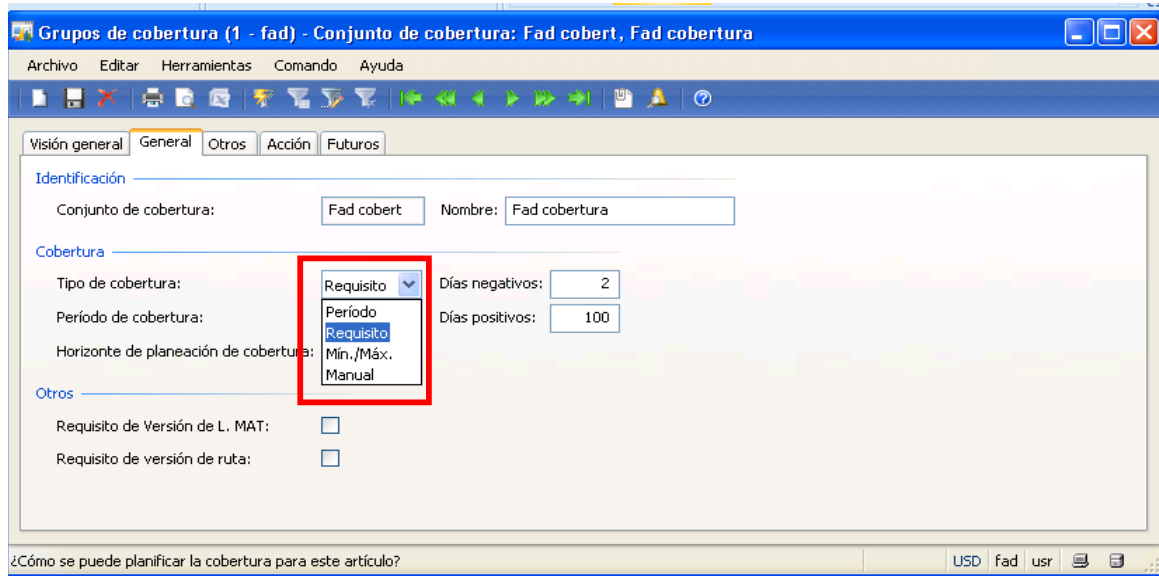 Grupos de cobertura (1 - fad) - Conjunto de cobertura: Fad cobert, Fad cobertura
Archivo Editar Herramientas Comando Ayuda
Visión general General Otros Acción Futuros
Identificación
Conjunto de cobertura: Fad cobert Nombre: Fad cobertura
Cobertura
Tipo de cobertura: Requisito Días negativos: 2
Período
Período de cobertura: Días positivos: 100
Requisito
Horizonte de planeación de cobertura: Mín./Máx.
Manual
Otros
Requisito de Versión de L. MAT:
Requisito de versión de ruta:
¿Cómo se puede planificar la cobertura para este artículo? USD fad usr